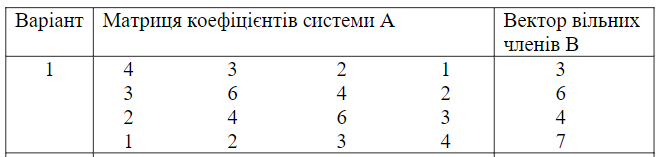 Варіант Матриця коефіцієнтів системи А Вектор вільних
членів В
1 4 3 2 1 3
3 6 4 2 6
2 4 6 3 4
1 2 3 4 7